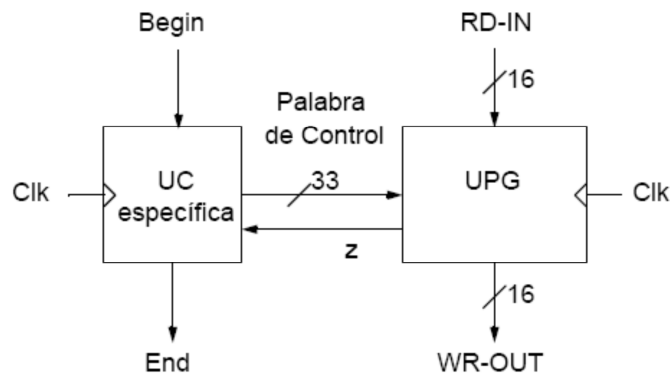 Begin
RD-IN
16
Palabra
de Control
Clk
UC
específica
33
UPG
Clk
z
16
End
WR-OUT